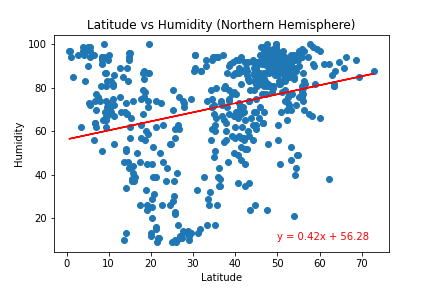 Latitude vs Humidity (Northern Hemisphere)
100
80
60
40
20
Humidity
y = 0.42x + 56.28
0 10 20 30 40 50 60 70
Latitude